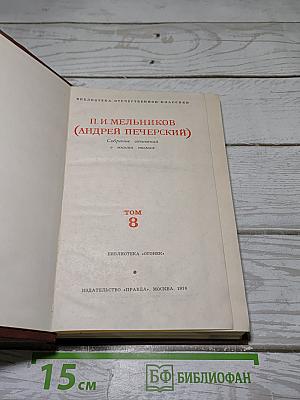 БИБЛИОТЕКА ОТЕЧЕСТВЕННОЙ КЛАССИКИ
П. И. МЕЛЬНИКОВ
(АНДРЕЙ ПЕЧЕРСКИЙ)
Собрание сочинений
в восьми томах
ТОМ
8
БИБЛИОТЕКА «ОГОНЕК»
ИЗДАТЕЛЬСТВО «ПРАВДА». МОСКВА. 1976
15 см
БФ БИБЛИОФАН